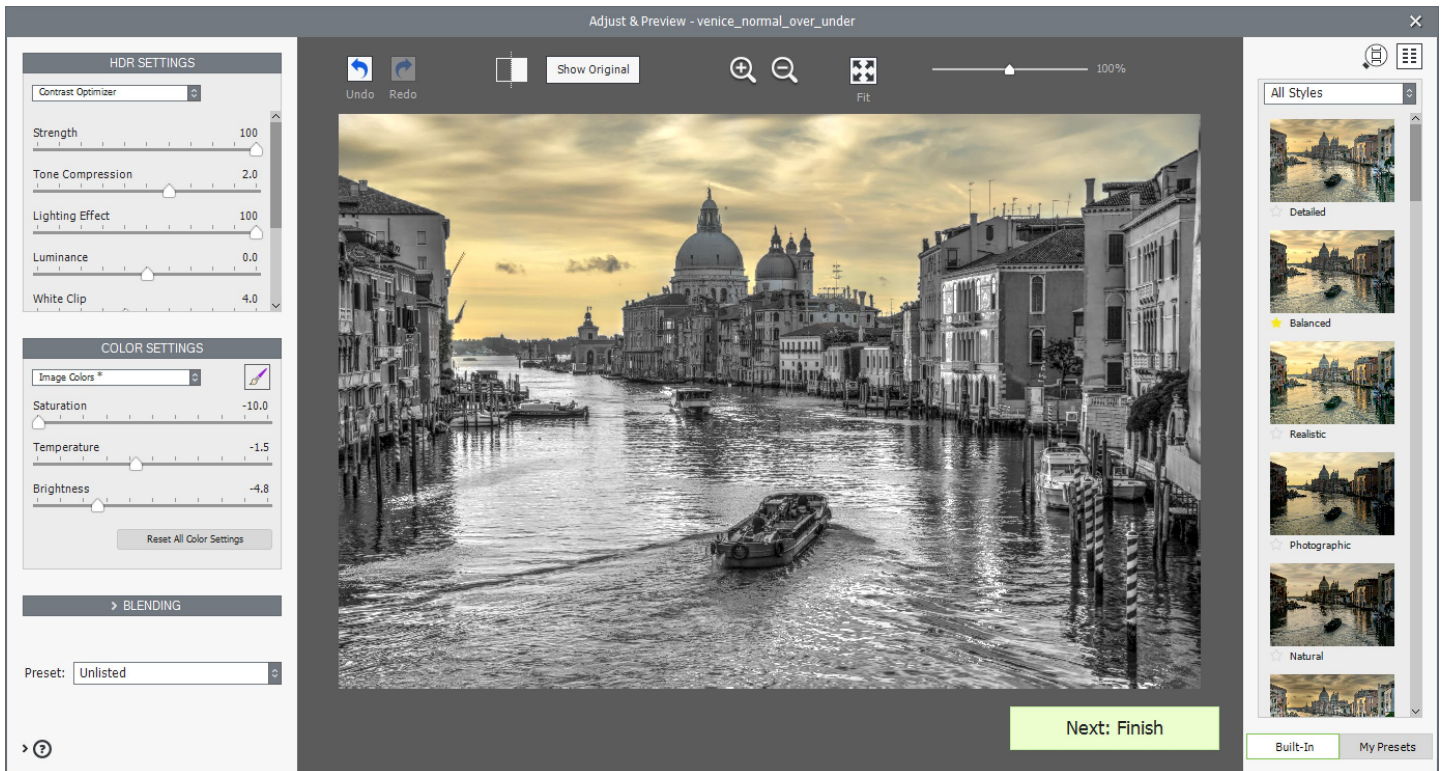 Adjust & Preview - venice_normal_over_under
HDR SETTINGS
Contrast Optimizer
Strength 100
Tone Compression 2.0
Lighting Effect 100
Luminance 0.0
White Clip 4.0
COLOR SETTINGS
Image Colors *
Saturation -10.0
Temperature -1.5
Brightness -4.8
Reset All Color Settings
> BLENDING
Preset: Unlisted
Undo Redo
Show Original
Fit
100%
Next: Finish
All Styles
Detailed
Balanced
Realistic
Photographic
Natural
Built-In My Presets